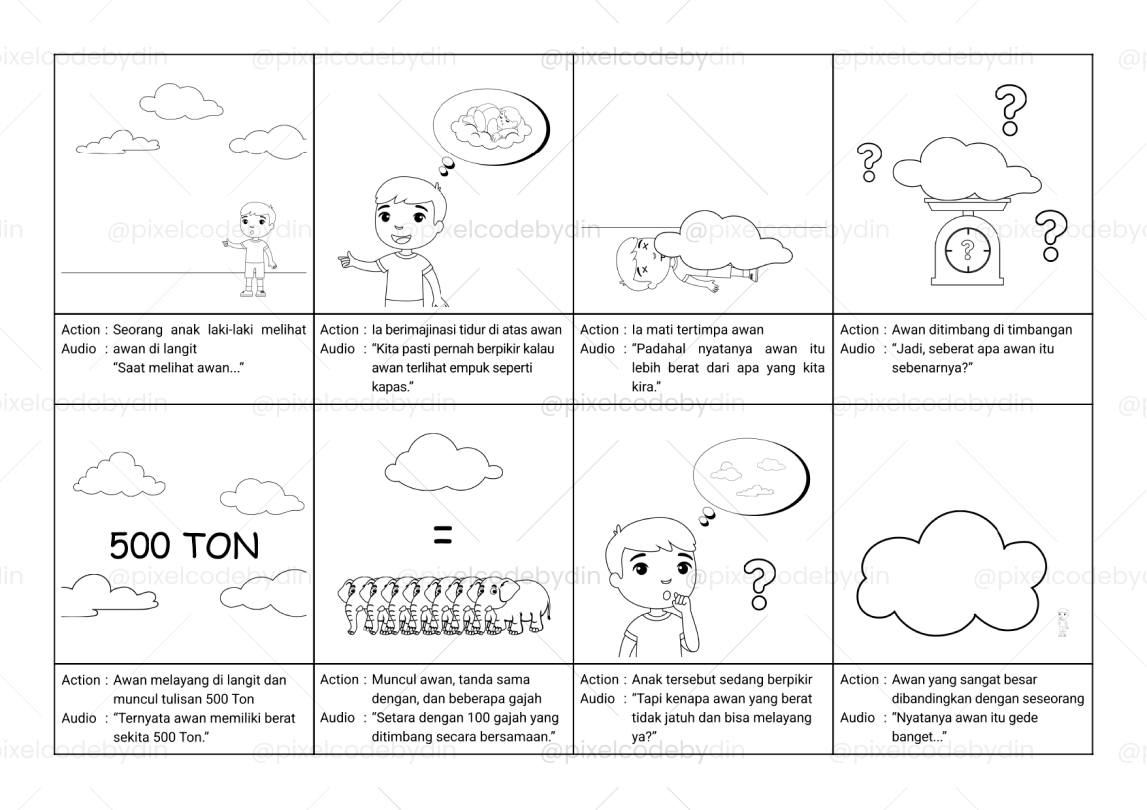 @pixelcodebydin
?
?
?
?
Action : Seorang anak laki-laki melihat
Audio : awan di langit
“Saat melihat awan...”
Action : Ia berimajinasi tidur di atas awan
Audio : “Kita pasti pernah berpikir kalau
awan terlihat empuk seperti
kapas.”
Action : Ia mati tertimpa awan
Audio : “Padahal nyatanya awan itu
lebih berat dari apa yang kita
kira.”
Action : Awan ditimbang di timbangan
Audio : “Jadi, seberat apa awan itu
sebenarnya?”
500 TON
=
?
Action : Awan melayang di langit dan
muncul tulisan 500 Ton
Audio : “Ternyata awan memiliki berat
sekita 500 Ton.”
Action : Muncul awan, tanda sama
dengan, dan beberapa gajah
Audio : “Setara dengan 100 gajah yang
ditimbang secara bersamaan.”
Action : Anak tersebut sedang berpikir
Audio : “Tapi kenapa awan yang berat
tidak jatuh dan bisa melayang
ya?”
Action : Awan yang sangat besar
dibandingkan dengan seseorang
Audio : “Nyatanya awan itu gede
banget...”